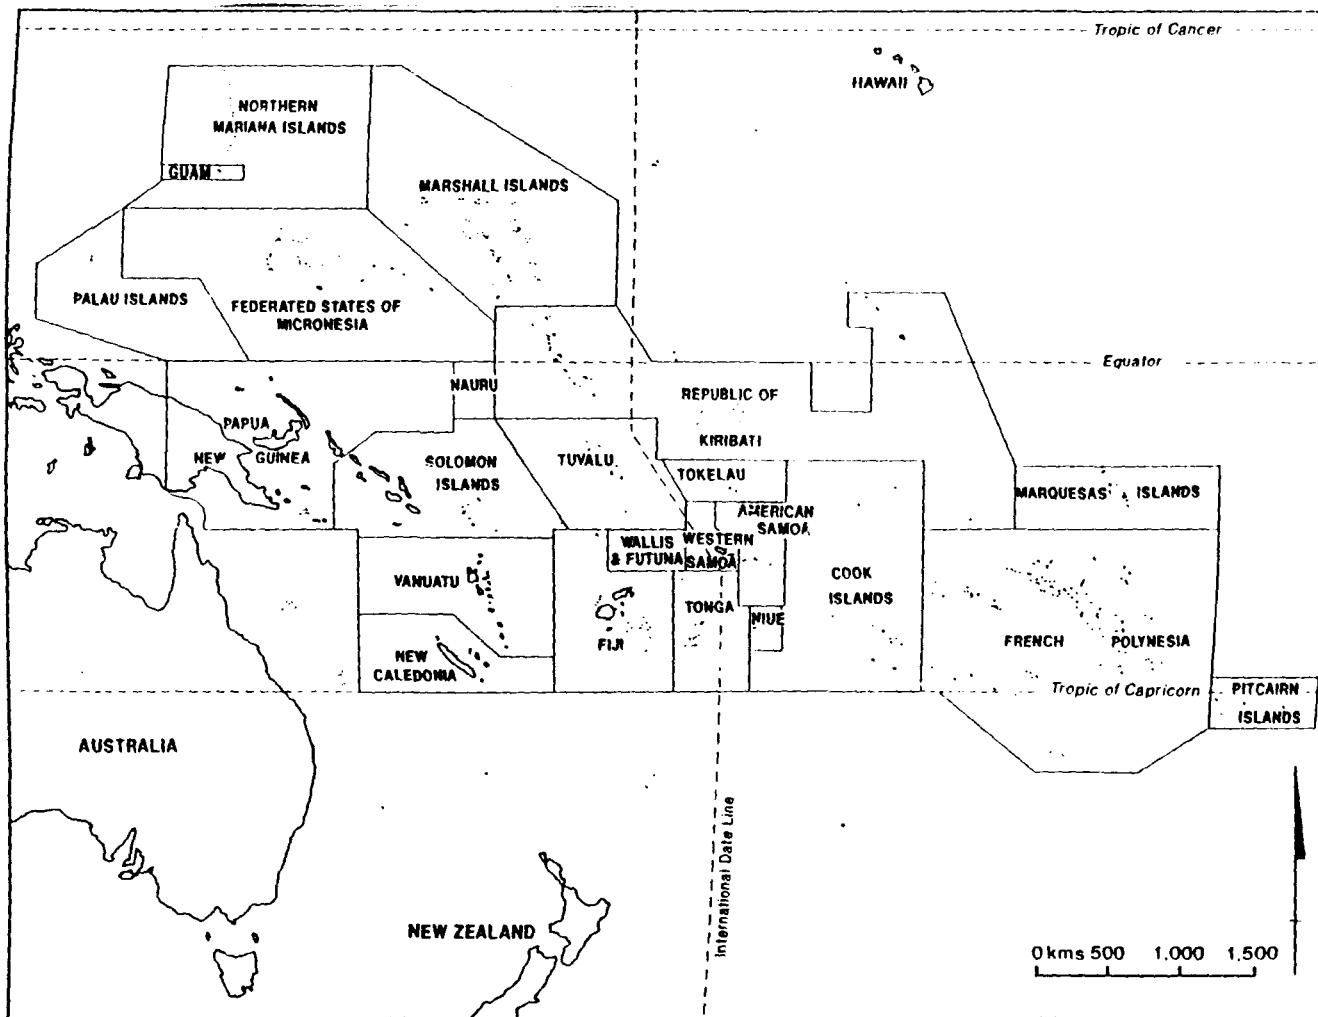 Tropic of Cancer
HAWAII
NORTHERN
MARIANA ISLANDS
GUAM
MARSHALL ISLANDS
PALAU ISLANDS
FEDERATED STATES OF
MICRONESIA
Equator
NAURU
REPUBLIC OF
KIRIBATI
PAPUA
NEW GUINEA
SOLOMON
ISLANDS
TUVALU
TOKELAU
MARQUESAS ISLANDS
AMERICAN
SAMOA
WALLIS
& FUTUNA
WESTERN
SAMOA
VANUATU
COOK
ISLANDS
TONGA
NIUE
FIJI
FRENCH POLYNESIA
NEW
CALEDONIA
Tropic of Capricorn
PITCAIRN
ISLANDS
AUSTRALIA
International Date Line
NEW ZEALAND
0 kms 500 1,000 1,500